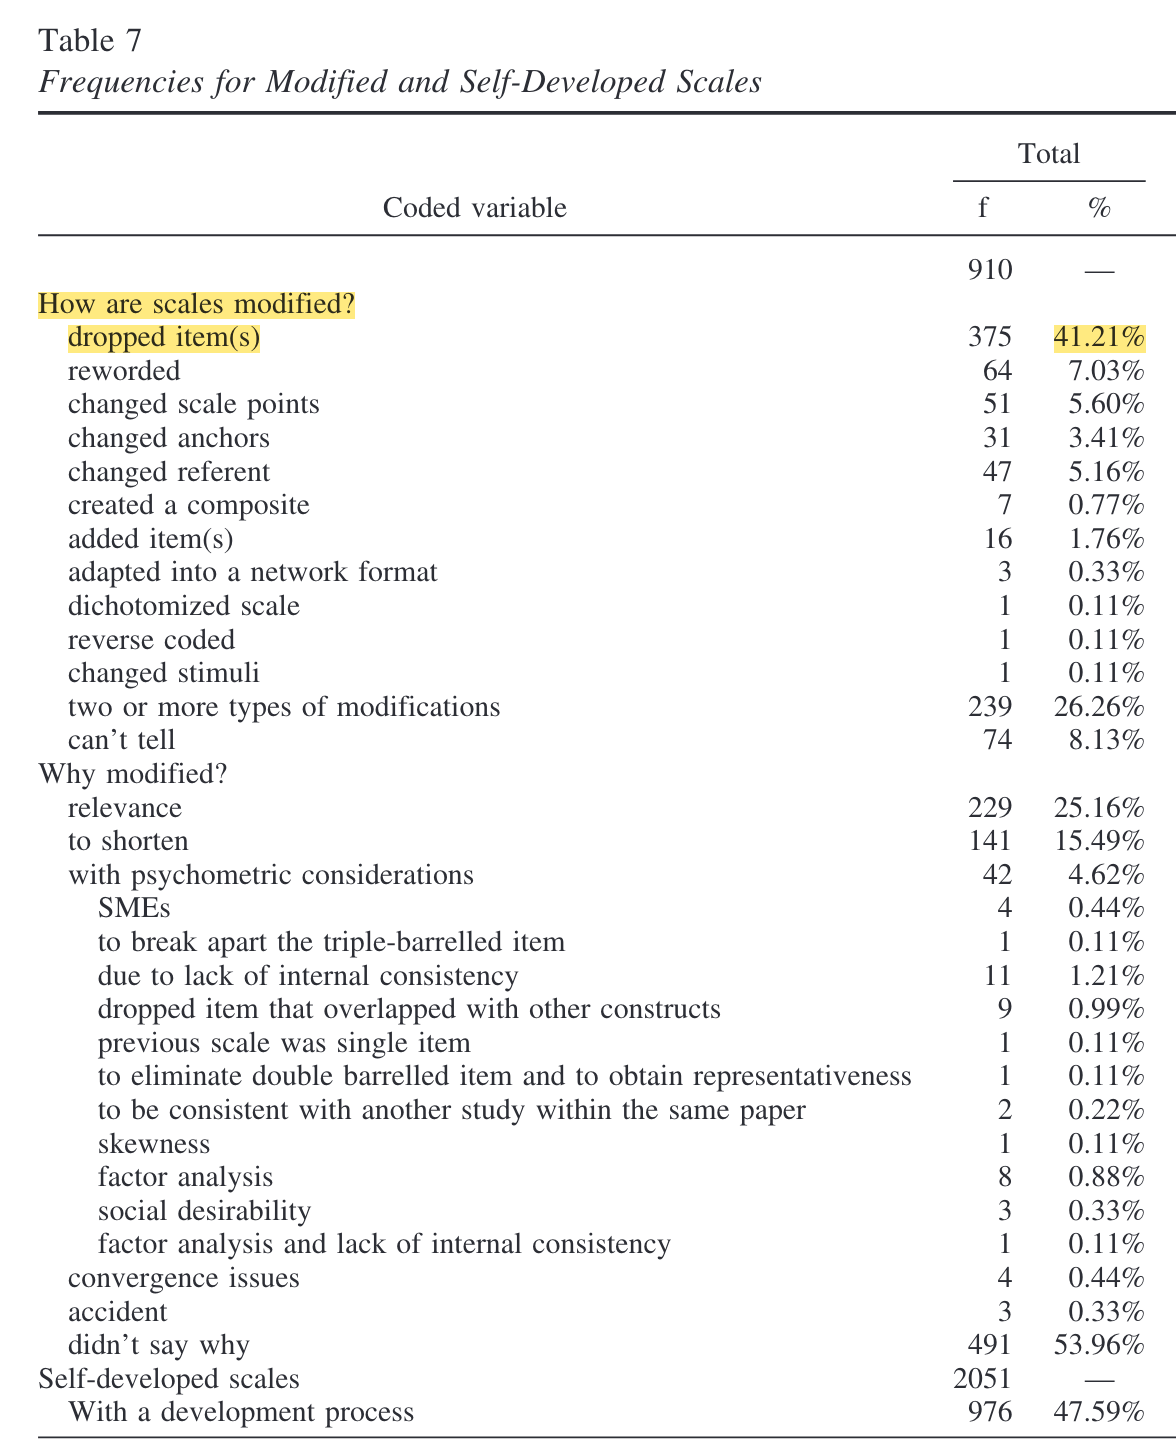 Table 7
Frequencies for Modified and Self-Developed Scales
Total
Coded variable f %
910 —
How are scales modified?
dropped item(s) 375 41.21%
reworded 64 7.03%
changed scale points 51 5.60%
changed anchors 31 3.41%
changed referent 47 5.16%
created a composite 7 0.77%
added item(s) 16 1.76%
adapted into a network format 3 0.33%
dichotomized scale 1 0.11%
reverse coded 1 0.11%
changed stimuli 1 0.11%
two or more types of modifications 239 26.26%
can't tell 74 8.13%
Why modified?
relevance 229 25.16%
to shorten 141 15.49%
with psychometric considerations 42 4.62%
SMEs 4 0.44%
to break apart the triple-barrelled item 1 0.11%
due to lack of internal consistency 11 1.21%
dropped item that overlapped with other constructs 9 0.99%
previous scale was single item 1 0.11%
to eliminate double barrelled item and to obtain representativeness 1 0.11%
to be consistent with another study within the same paper 2 0.22%
skewness 1 0.11%
factor analysis 8 0.88%
social desirability 3 0.33%
factor analysis and lack of internal consistency 1 0.11%
convergence issues 4 0.44%
accident 3 0.33%
didn't say why 491 53.96%
Self-developed scales 2051 —
With a development process 976 47.59%